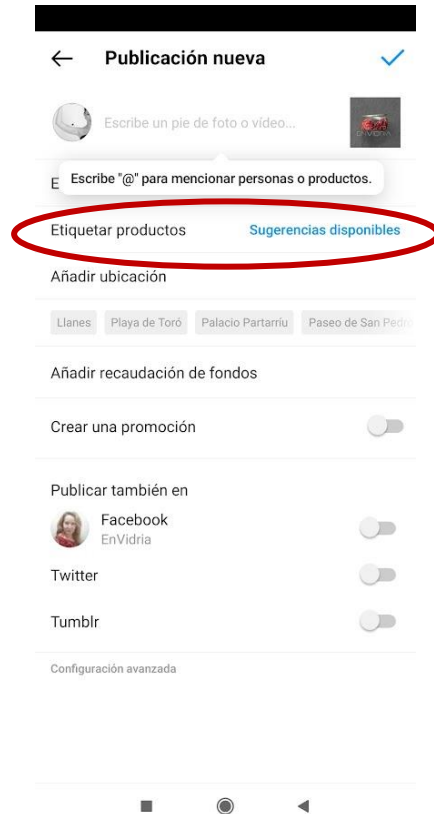 Publicación nueva
Escribe un pie de foto o vídeo...
ENVIDRIA
E
Escribe "@" para mencionar personas o productos.
Etiquetar productos Sugerencias disponibles
Añadir ubicación
Llanes Playa de Toró Palacio Partarríu Paseo de San Pedro
Añadir recaudación de fondos
Crear una promoción
Publicar también en
Facebook
EnVidria
Twitter
Tumblr
Configuración avanzada